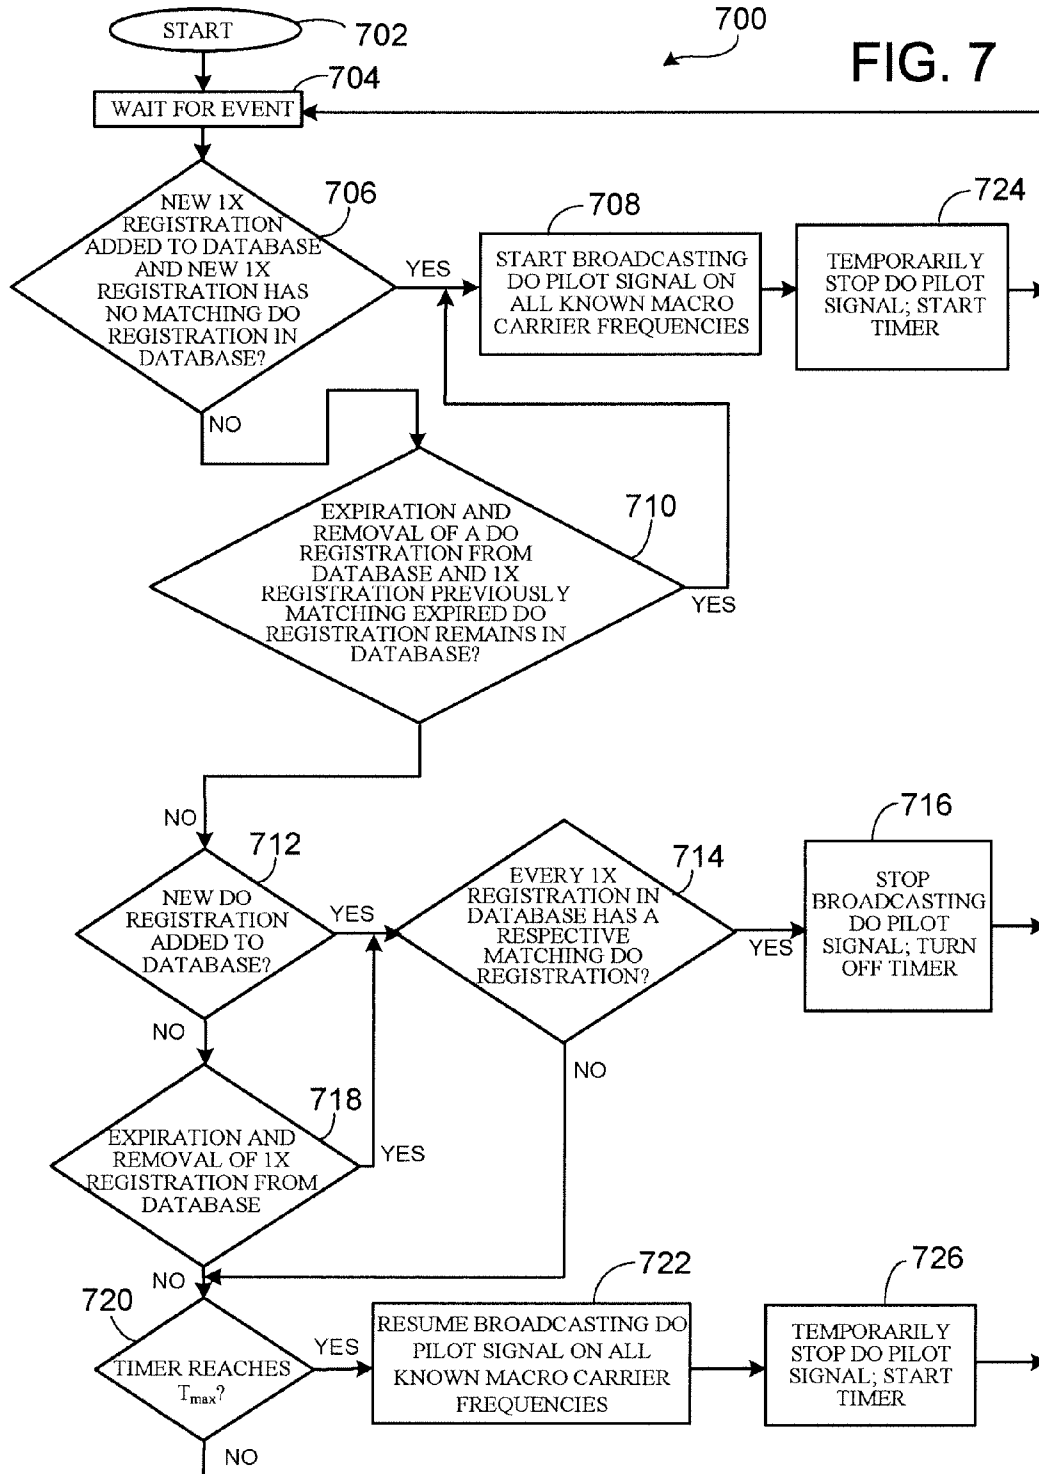 START
702
700
FIG. 7
704
WAIT FOR EVENT
706
NEW 1X
REGISTRATION
ADDED TO DATABASE
AND NEW 1X
REGISTRATION HAS
NO MATCHING DO
REGISTRATION IN
DATABASE?
YES
NO
708
START BROADCASTING
DO PILOT SIGNAL ON
ALL KNOWN MACRO
CARRIER FREQUENCIES
724
TEMPORARILY
STOP DO PILOT
SIGNAL; START
TIMER
710
EXPIRATION AND
REMOVAL OF A DO
REGISTRATION FROM
DATABASE AND 1X
REGISTRATION PREVIOUSLY
MATCHING EXPIRED DO
REGISTRATION REMAINS IN
DATABASE?
YES
NO
712
NEW DO
REGISTRATION
ADDED TO
DATABASE?
YES
NO
714
EVERY 1X
REGISTRATION IN
DATABASE HAS A
RESPECTIVE
MATCHING DO
REGISTRATION?
YES
NO
716
STOP
BROADCASTING
DO PILOT
SIGNAL; TURN
OFF TIMER
718
EXPIRATION AND
REMOVAL OF 1X
REGISTRATION FROM
DATABASE
YES
NO
720
TIMER REACHES
Tmax?
YES
NO
722
RESUME BROADCASTING DO
PILOT SIGNAL ON ALL
KNOWN MACRO CARRIER
FREQUENCIES
726
TEMPORARILY
STOP DO PILOT
SIGNAL; START
TIMER